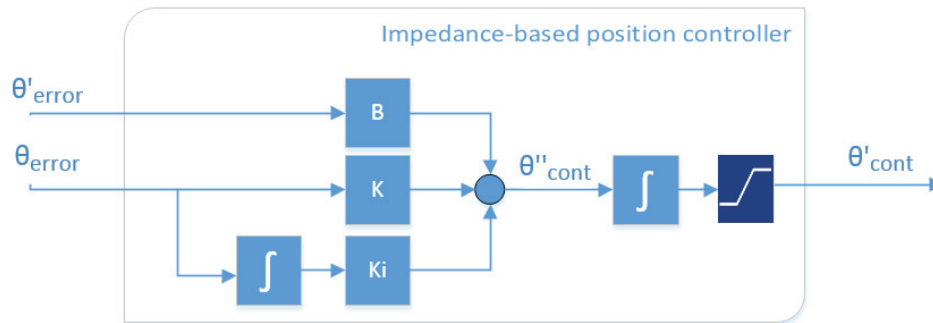 Impedance-based position controller
θ'error
B
θerror
K
θ''cont
∫
θ'cont
∫
Ki